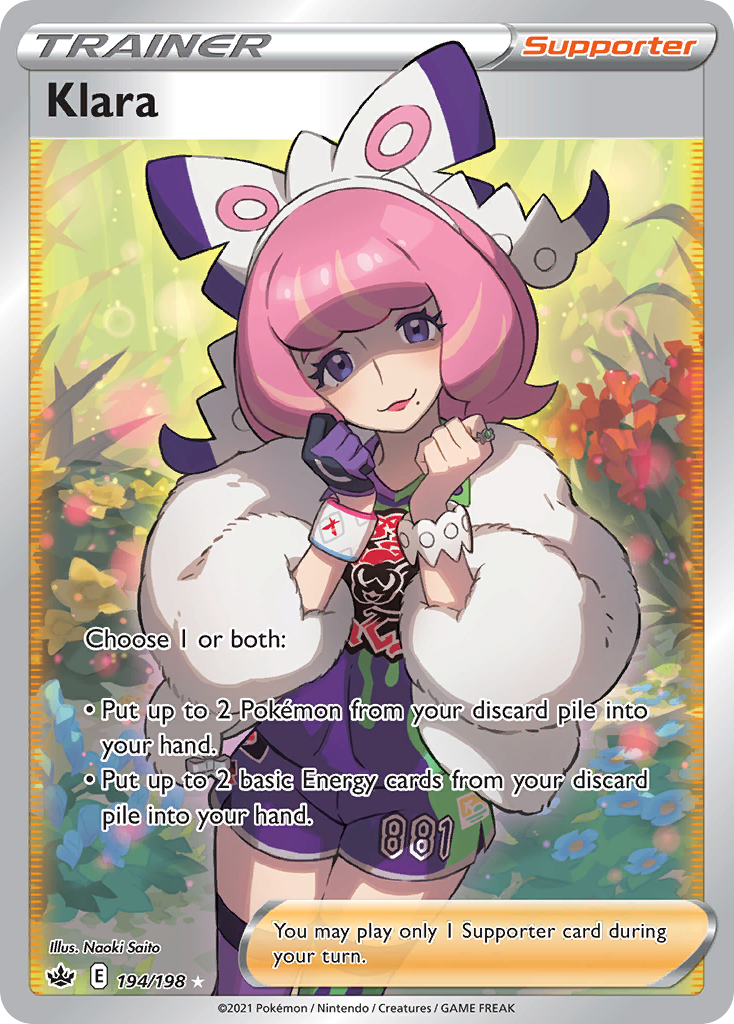 TRAINER
Supporter
Klara
Choose 1 or both:
• Put up to 2 Pokémon from your discard pile into
your hand.
• Put up to 2 basic Energy cards from your discard
pile into your hand.
881
You may play only 1 Supporter card during
your turn.
Illus. Naoki Saito
E
194/198 ★
©2021 Pokémon / Nintendo / Creatures / GAME FREAK